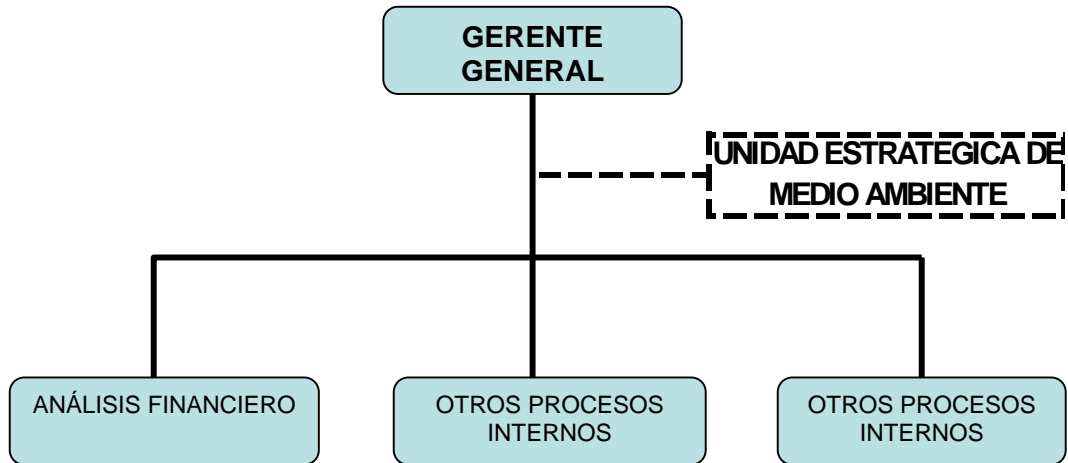 GERENTE
GENERAL
UNIDAD ESTRATEGICA DE
MEDIO AMBIENTE
ANÁLISIS FINANCIERO
OTROS PROCESOS
INTERNOS
OTROS PROCESOS
INTERNOS